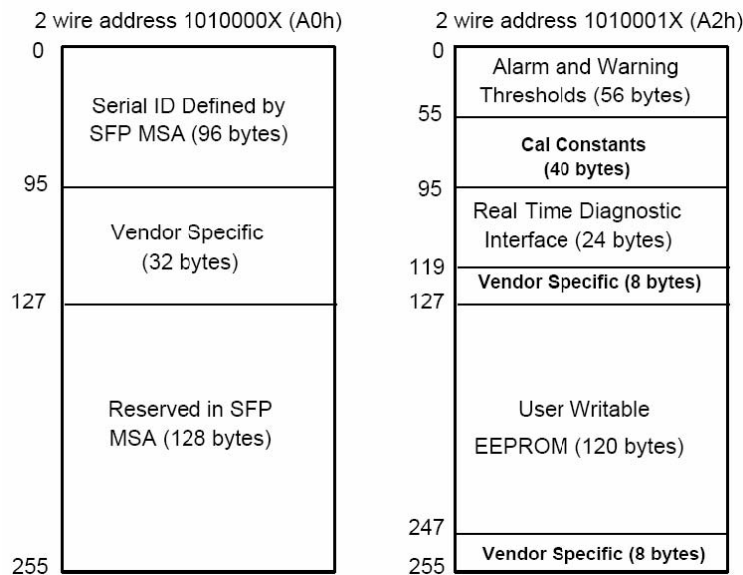 2 wire address 1010000X (A0h)
0
Serial ID Defined by
SFP MSA (96 bytes)
95
Vendor Specific
(32 bytes)
127
Reserved in SFP
MSA (128 bytes)
255
2 wire address 1010001X (A2h)
0
Alarm and Warning
Thresholds (56 bytes)
55
Cal Constants
(40 bytes)
95
Real Time Diagnostic
Interface (24 bytes)
119
Vendor Specific (8 bytes)
127
User Writable
EEPROM (120 bytes)
247
Vendor Specific (8 bytes)
255